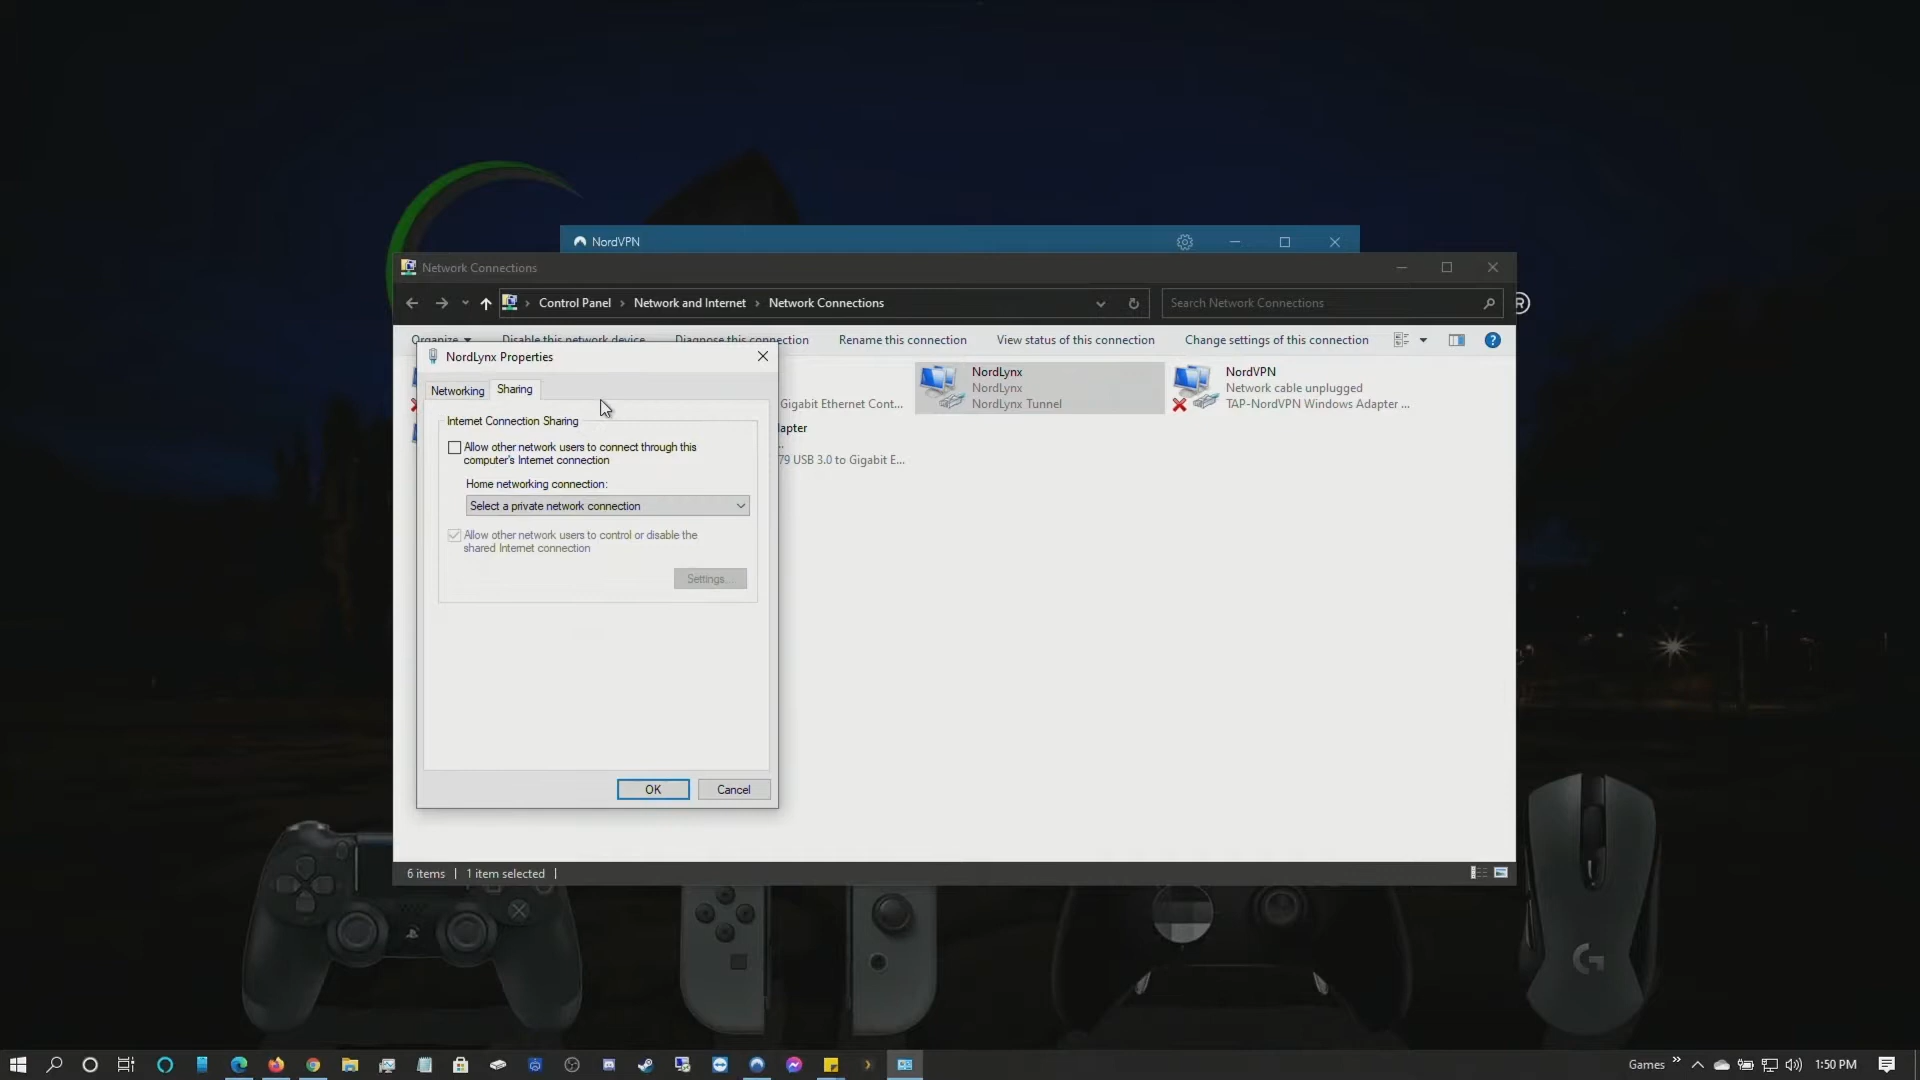 NordVPN
Network Connections
Control Panel > Network and Internet > Network Connections
Search Network Connections
®
Organize
Disable this network device
Diagnose this connection
Rename this connection
View status of this connection
Change settings of this connection
NordLynx Properties
Networking
Sharing
Internet Connection Sharing
Allow other network users to connect through this
computer's Internet connection
Home networking connection:
Select a private network connection
Allow other network users to control or disable the
shared Internet connection
Settings...
OK
Cancel
Gigabit Ethernet Cont...
apter
79 USB 3.0 to Gigabit E...
NordLynx
NordLynx
NordLynx Tunnel
NordVPN
Network cable unplugged
TAP-NordVPN Windows Adapter ...
6 items
1 item selected
G
Games
1:50 PM